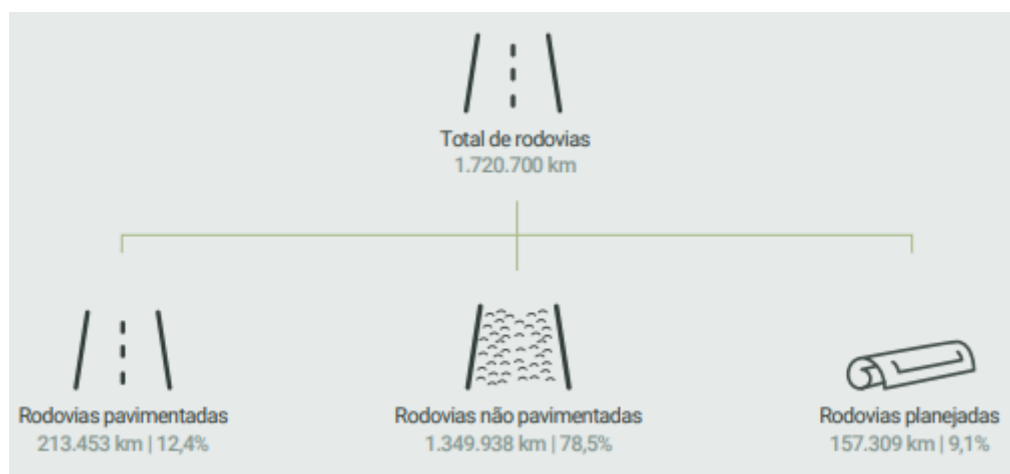 Total de rodovias
1.720.700 km
Rodovias pavimentadas
213.453 km | 12,4%
Rodovias não pavimentadas
1.349.938 km | 78,5%
Rodovias planejadas
157.309 km | 9,1%